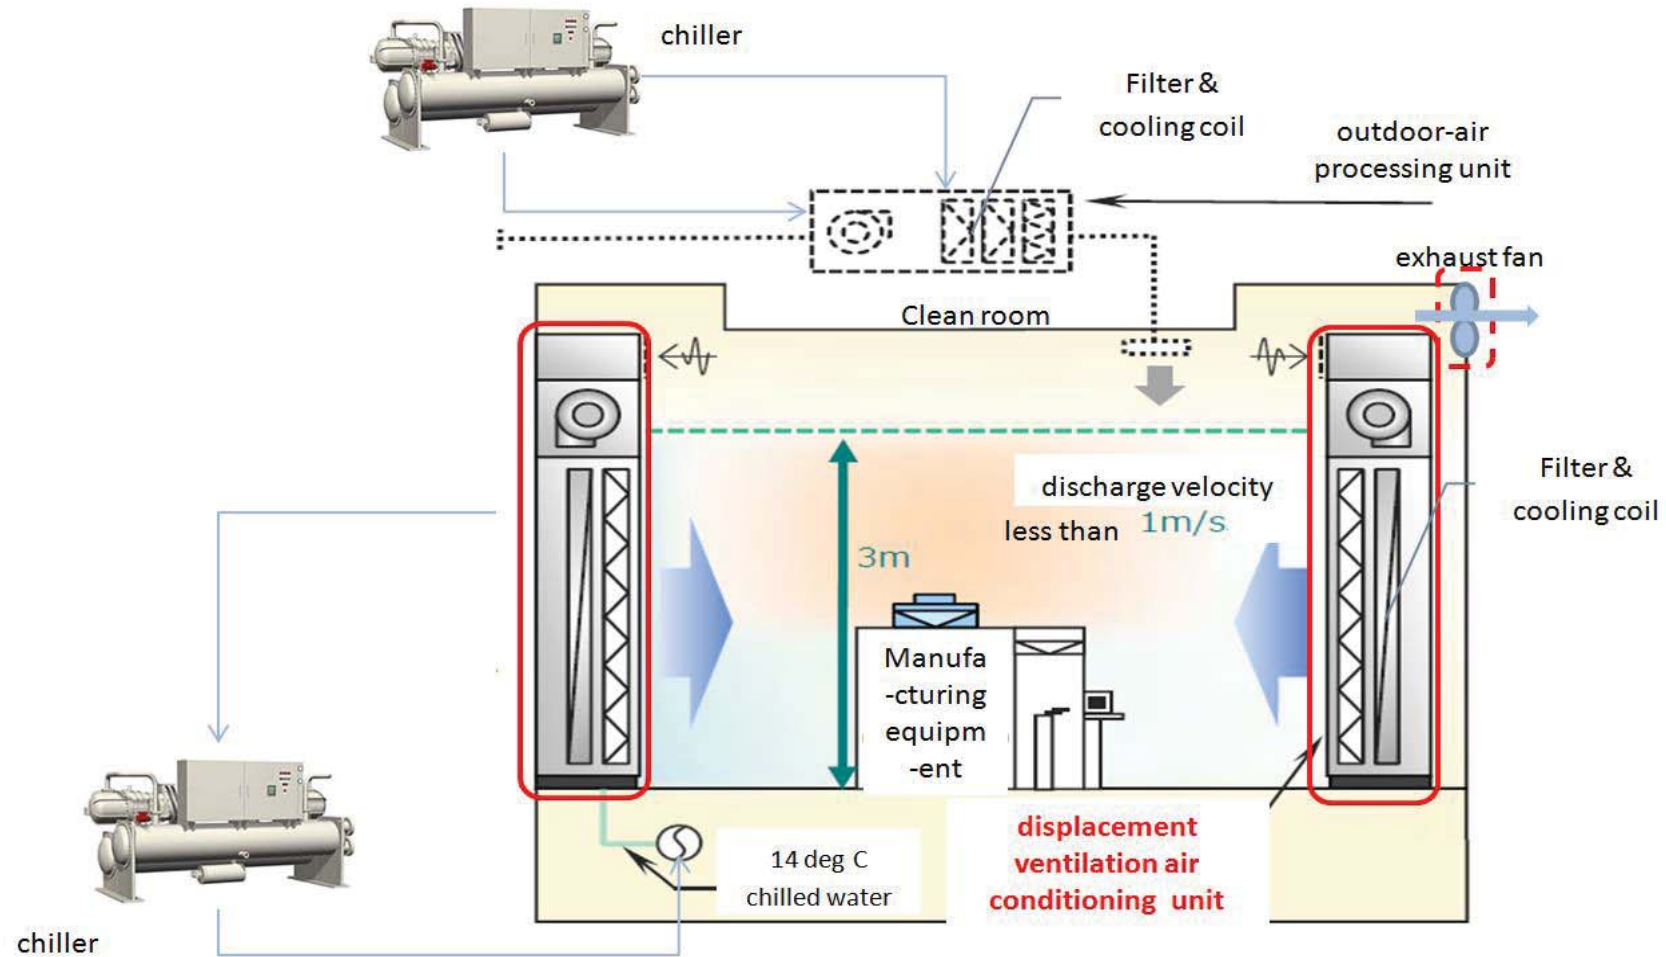 chiller
Filter &
cooling coil
outdoor-air
processing unit
exhaust fan
Clean room
discharge velocity
less than 1m/s
3m
Filter &
cooling coil
Manufa
-cturing
equipm
-ent
displacement
ventilation air
conditioning unit
14 deg C
chilled water
chiller